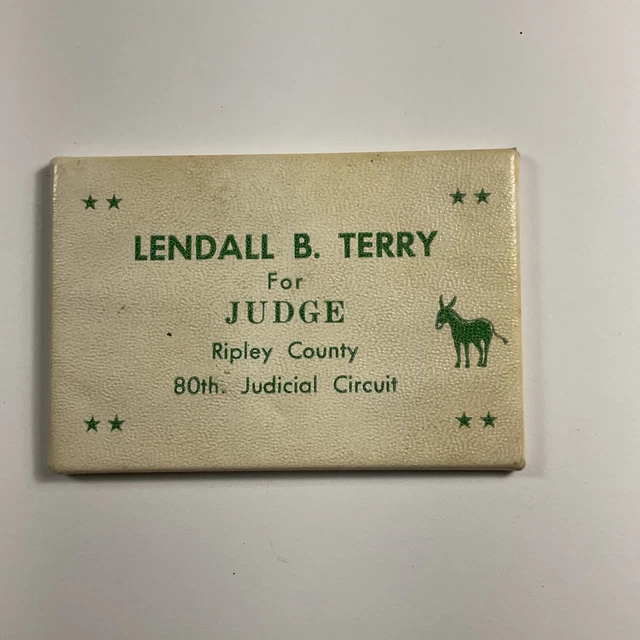 LENDALL B. TERRY
For
JUDGE
Ripley County
80th. Judicial Circuit